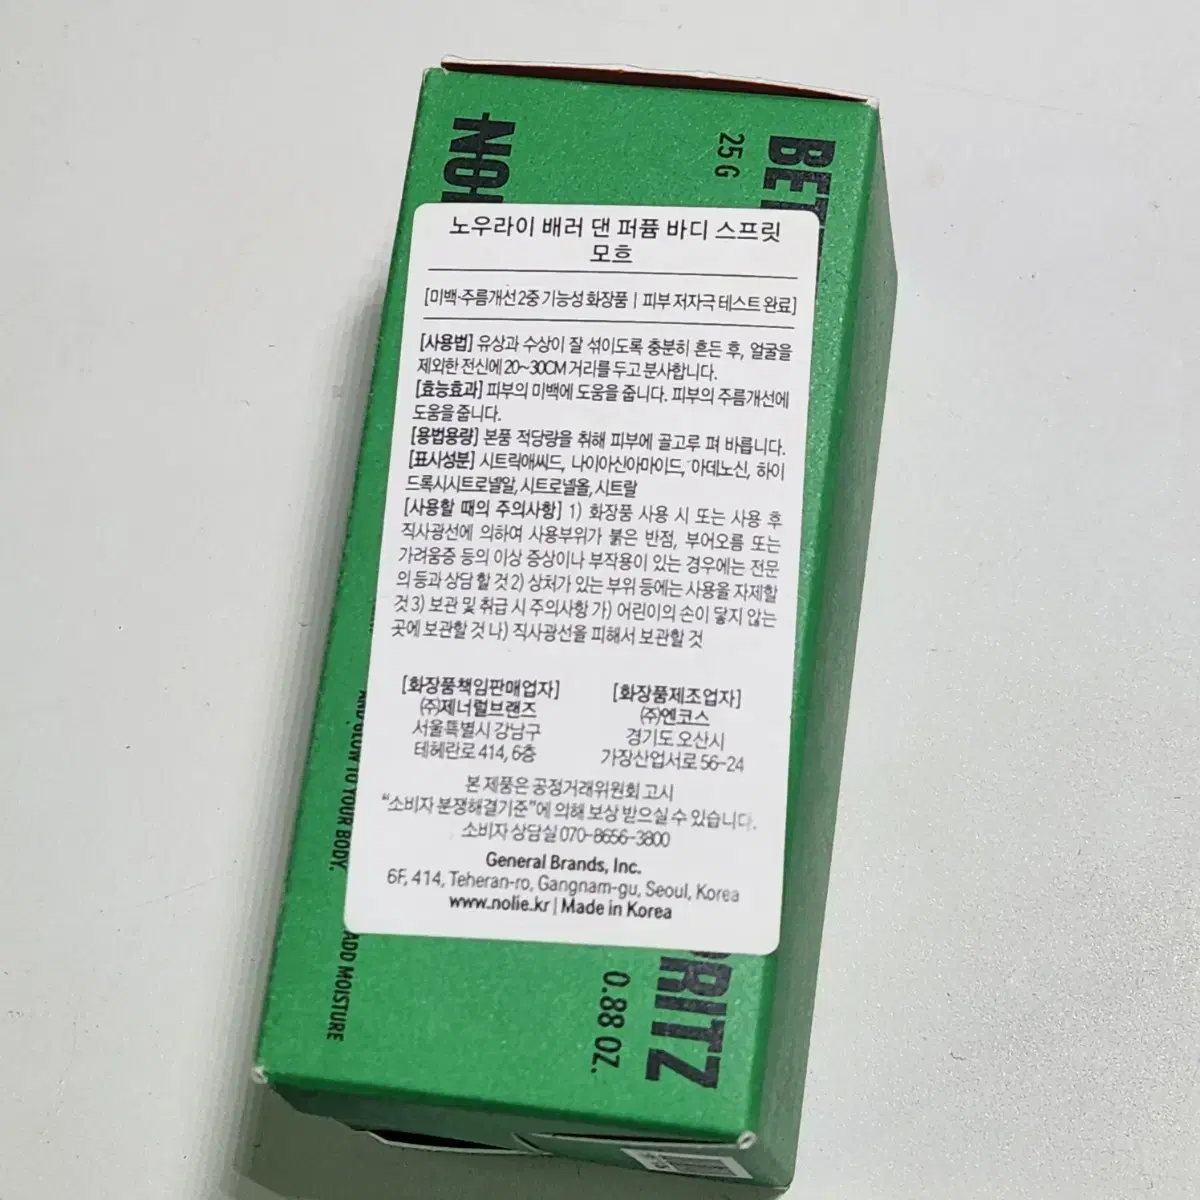 노우라이 배러 댄 퍼퓸 바디 스프릿
모흐
[미백·주름개선 2중 기능성 화장품 | 피부 저자극 테스트 완료]
[사용법] 유상과 수상이 잘 섞이도록 충분히 흔든 후, 얼굴을
제외한 전신에 20~30CM 거리를 두고 분사합니다.
[효능효과] 피부의 미백에 도움을 줍니다. 피부의 주름개선에
도움을 줍니다.
[용법용량] 본품 적당량을 취해 피부에 골고루 펴 바릅니다.
[표시성분] 시트릭애씨드, 나이아신아마이드, 아데노신, 하이
드록시시트로넬알, 시트로넬올, 시트랄
[사용할 때의 주의사항] 1) 화장품 사용 시 또는 사용 후
직사광선에 의하여 사용부위가 붉은 반점, 부어오름 또는
가려움증 등의 이상 증상이나 부작용이 있는 경우에는 전문
의 등과 상담 할 것 2) 상처가 있는 부위 등에는 사용을 자제할
것 3) 보관 및 취급 시 주의사항 가) 어린이의 손이 닿지 않는
곳에 보관할 것 나) 직사광선을 피해서 보관할 것
[화장품책임판매업자]
㈜제너럴브랜즈
서울특별시 강남구
테헤란로 414, 6층
[화장품제조업자]
㈜엔코스
경기도 오산시
가장산업서로 56-24
본 제품은 공정거래위원회 고시
"소비자 분쟁해결기준"에 의해 보상 받으실 수 있습니다.
소비자 상담실 070-8656-3800
General Brands, Inc.
6F, 414, Teheran-ro, Gangnam-gu, Seoul, Korea
www.nolie.kr | Made in Korea
25 G
0.88 OZ.
AND GLOW TO YOUR BODY.
ADD MOISTURE